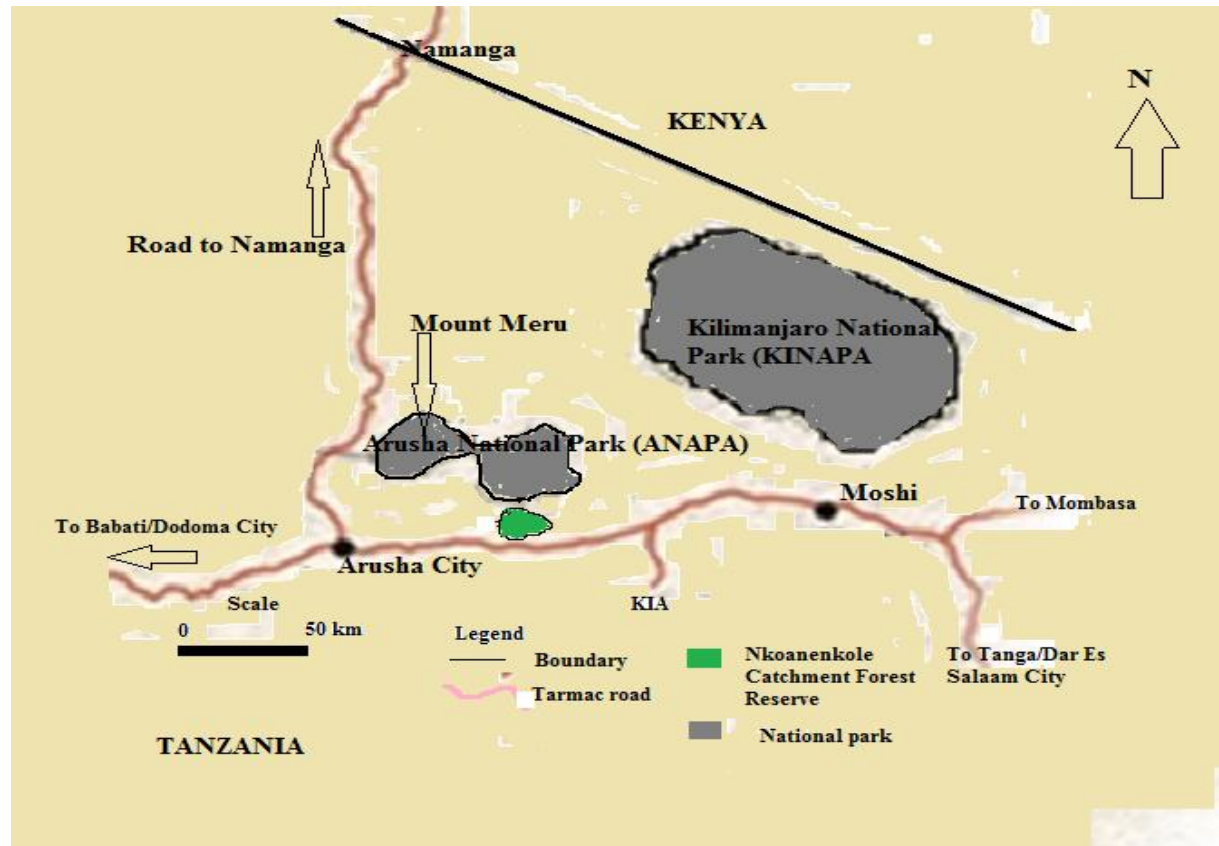 Namanga
N
KENYA
Road to Namanga
Mount Meru
Kilimanjaro National
Park (KINAPA
Arusha National Park (ANAPA)
Moshi
To Mombasa
To Babati/Dodoma City
Arusha City
Scale
KIA
0
50 km
Legend
Boundary
Tarmac road
Nkoanenkole
Catchment Forest
Reserve
National park
To Tanga/Dar Es
Salaam City
TANZANIA